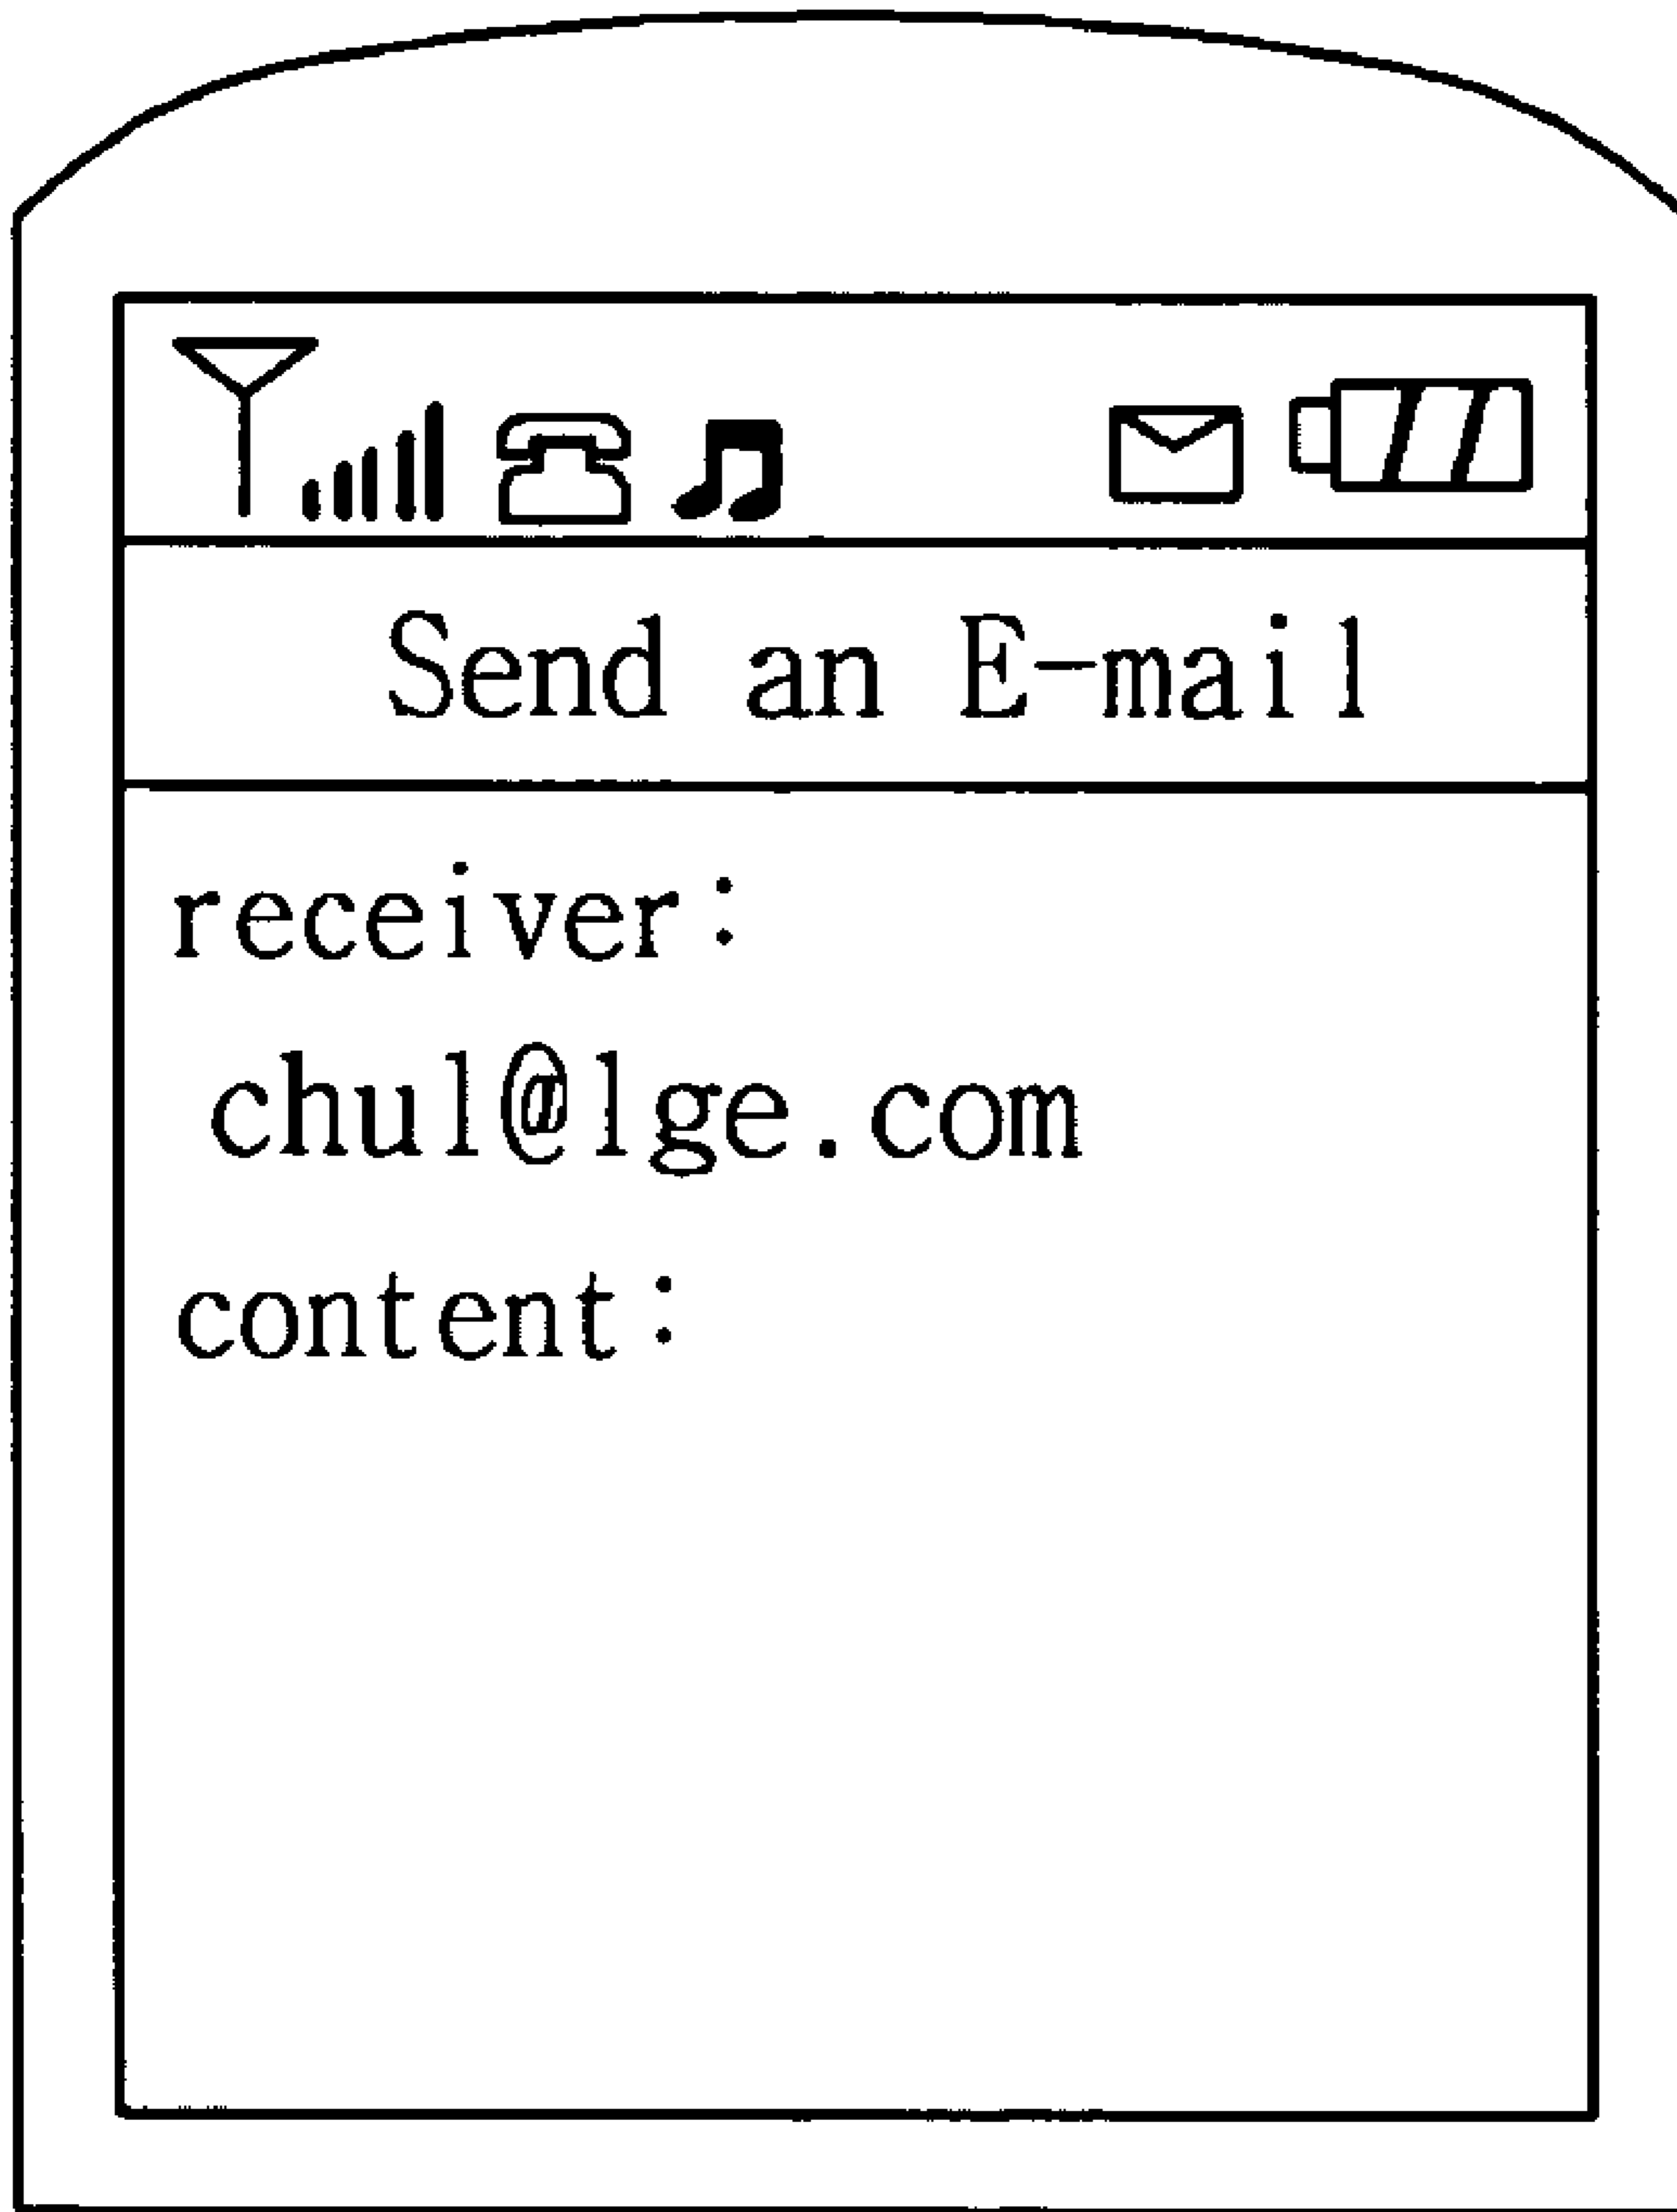 Send an E-mail
receiver:
chul@lge.com
content: